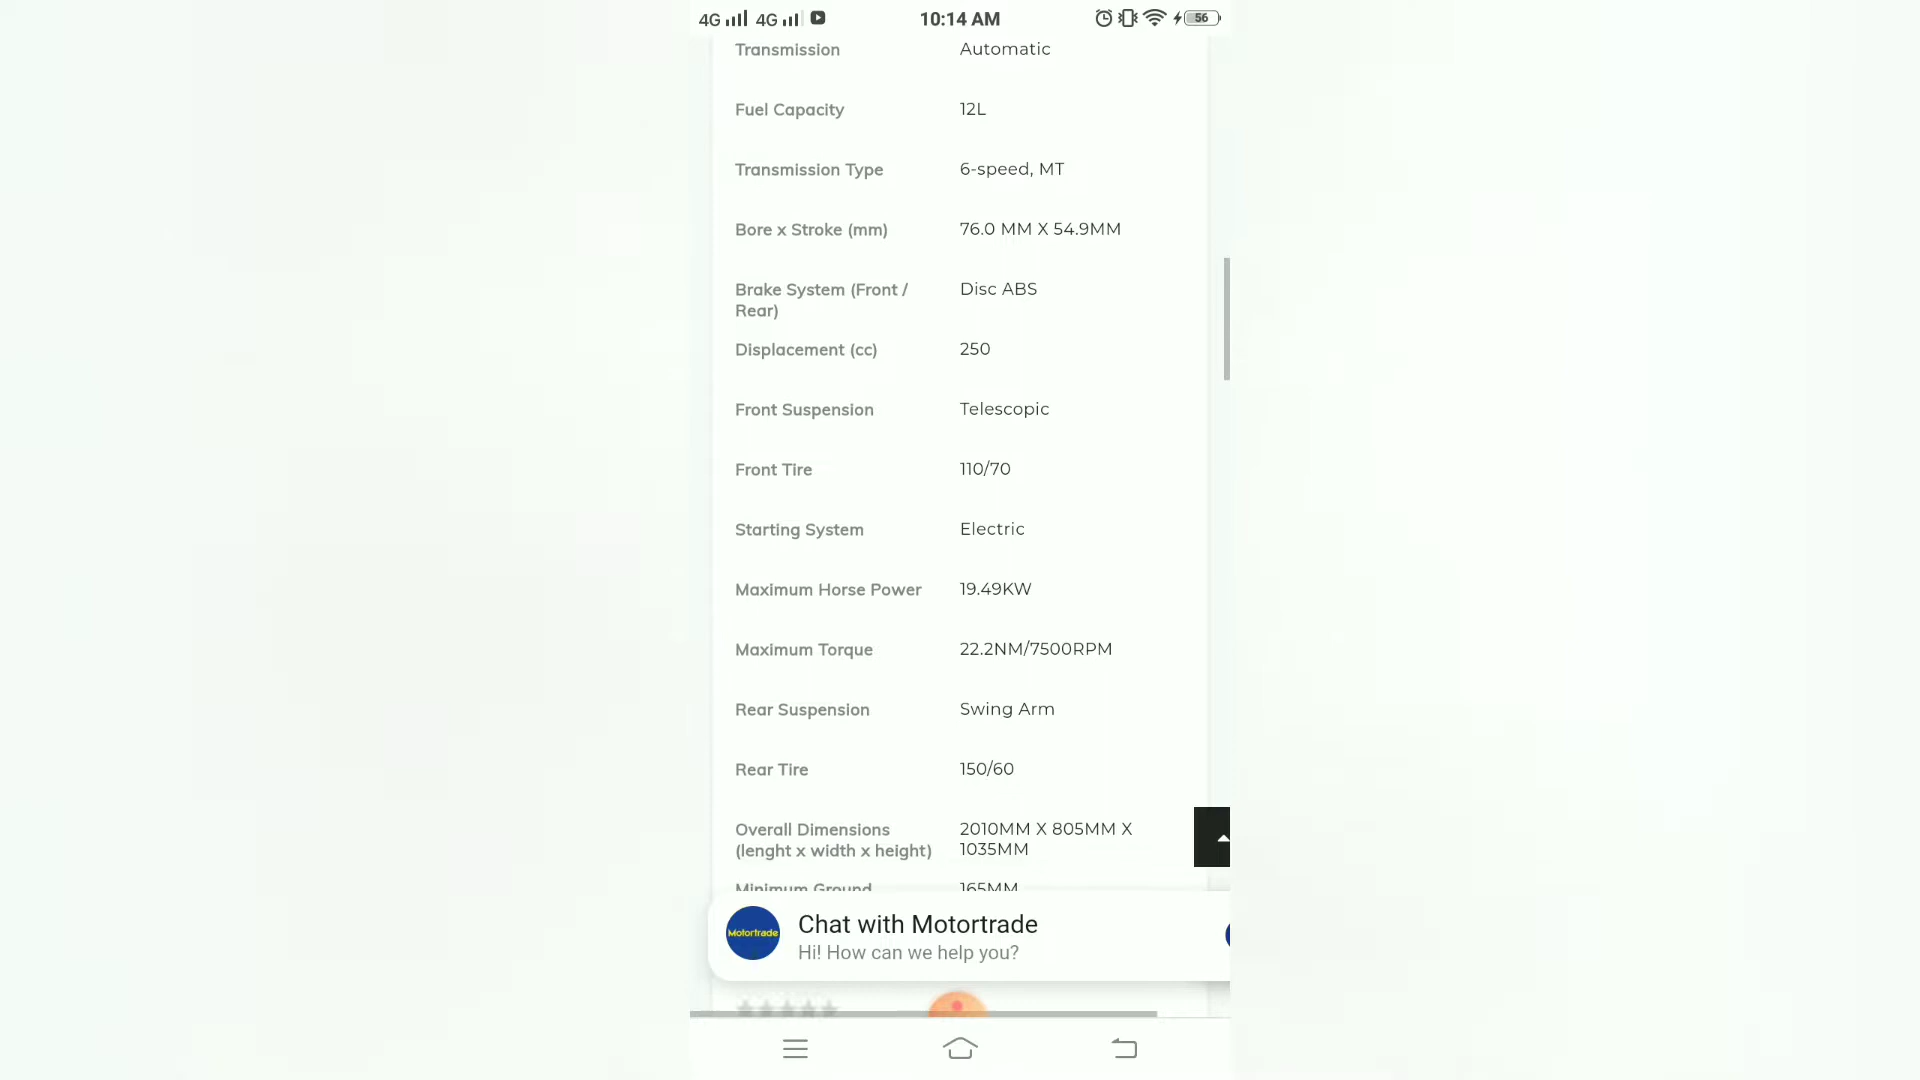 4G 4G 10:14 AM 56
Transmission Automatic
Fuel Capacity 12L
Transmission Type 6-speed, MT
Bore x Stroke (mm) 76.0 MM X 54.9MM
Brake System (Front / Disc ABS
Rear)
Displacement (cc) 250
Front Suspension Telescopic
Front Tire 110/70
Starting System Electric
Maximum Horse Power 19.49KW
Maximum Torque 22.2NM/7500RPM
Rear Suspension Swing Arm
Rear Tire 150/60
Overall Dimensions 2010MM X 805MM X
(lenght x width x height) 1035MM
Minimum Ground 165MM
Motortrade
Chat with Motortrade
Hi! How can we help you?